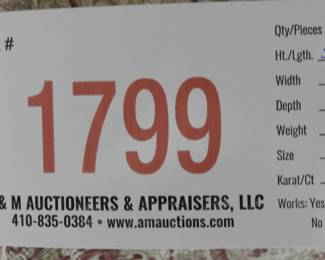 #
1799
& M AUCTIONEERS & APPRAISERS, LLC
410-835-0384 • www.amauctions.com
Qty/Pieces
Ht./Lgth.
Width
Depth
Weight
Size
Karat/Ct
Works: Yes
No